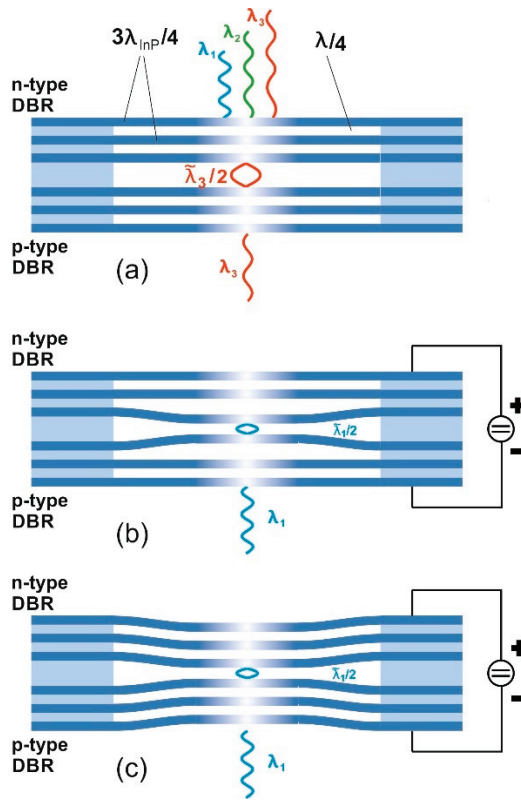 λ₃
λ₂
λ₁
3λInP/4
λ/4
n-type
DBR
λ̃₃/2
p-type
DBR
(a)
λ₃
n-type
DBR
+
λ̃₁/2
-
p-type
DBR
(b)
λ₁
n-type
DBR
+
λ̃₁/2
-
p-type
DBR
(c)
λ₁